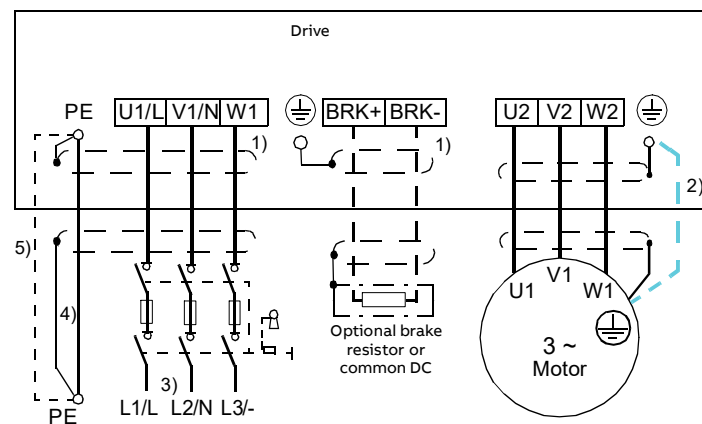 Drive
PE U1/L V1/N W1 BRK+ BRK- U2 V2 W2
1) 1)
2)
5)
4)
U1 V1 W1
Optional brake
resistor or
common DC
3 ~
Motor
3)
L1/L L2/N L3/-
PE